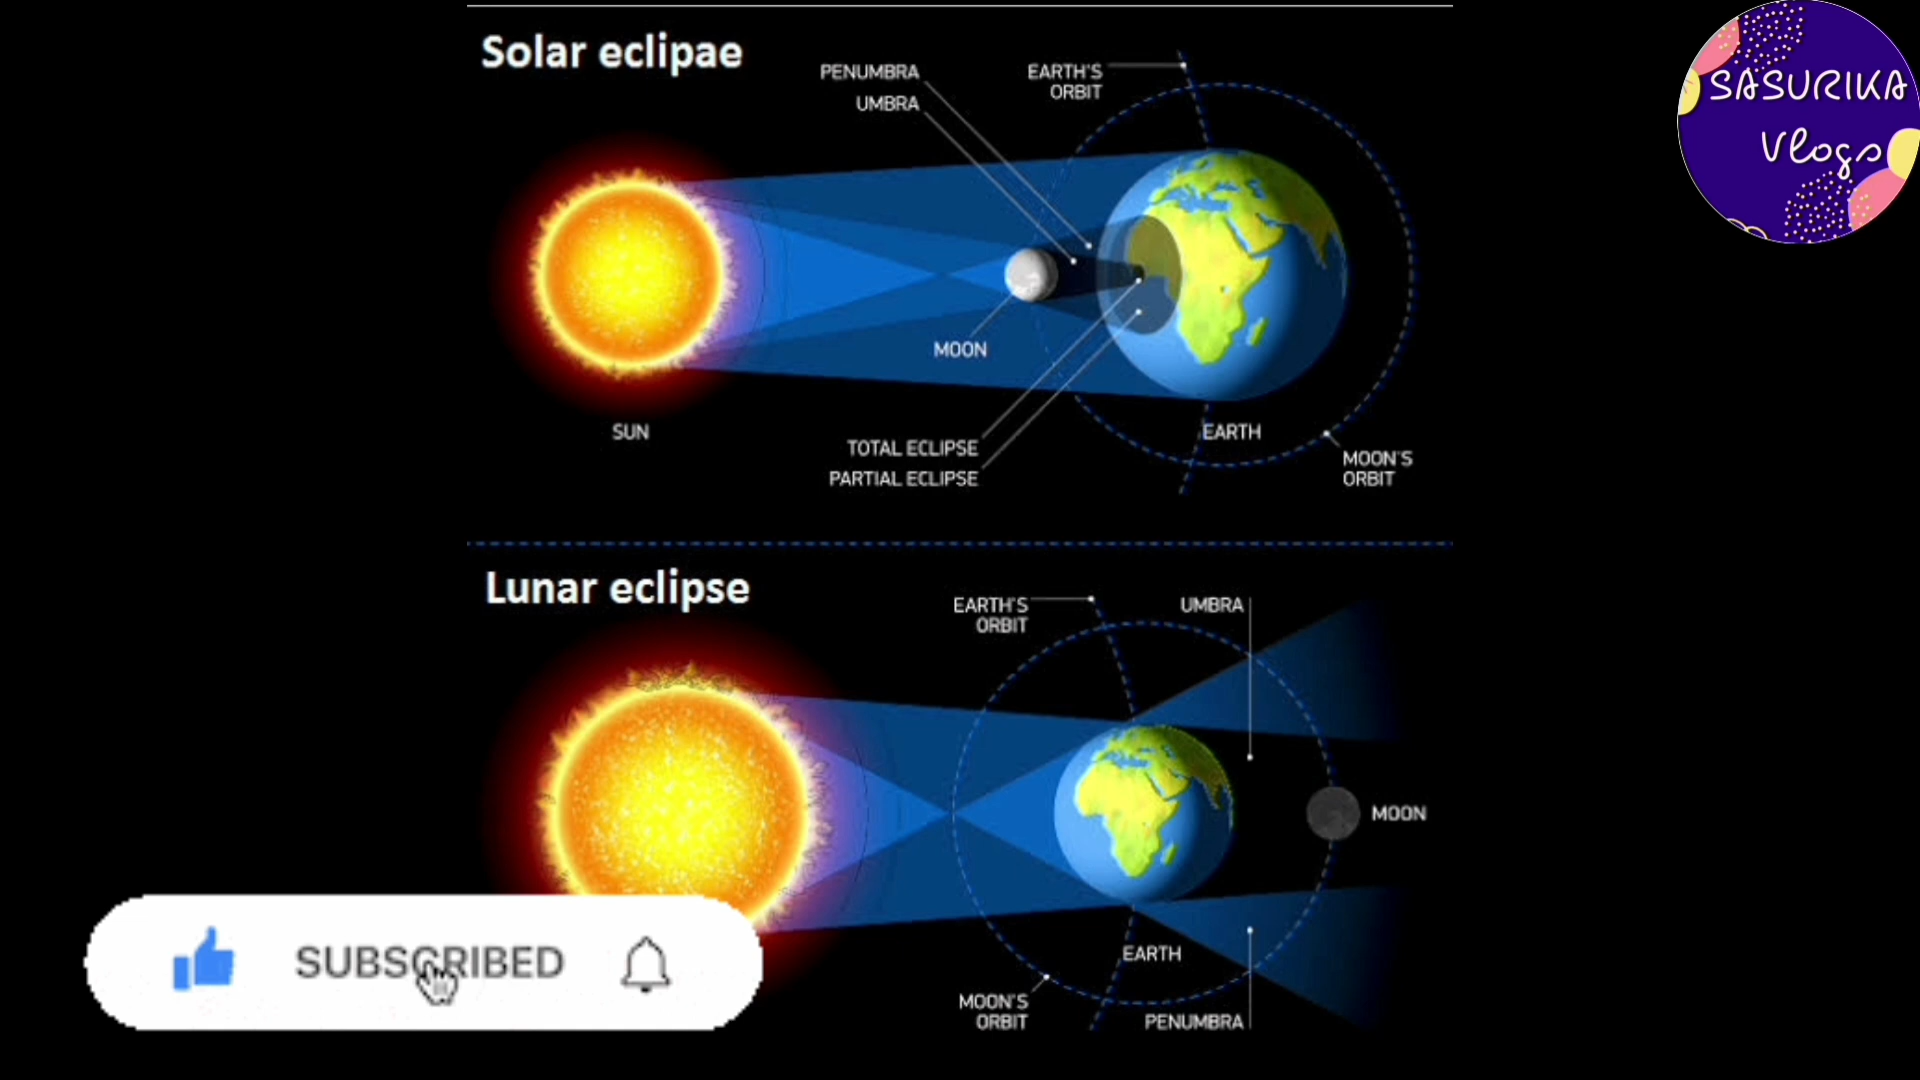 Solar eclipae
PENUMBRA
UMBRA
EARTH'S
ORBIT
MOON
SUN
TOTAL ECLIPSE
PARTIAL ECLIPSE
EARTH
MOON'S
ORBIT
SASURIKA
Vlogs
Lunar eclipse
EARTH'S
ORBIT
UMBRA
MOON
EARTH
MOON'S
ORBIT
PENUMBRA
SUBSCRIBED